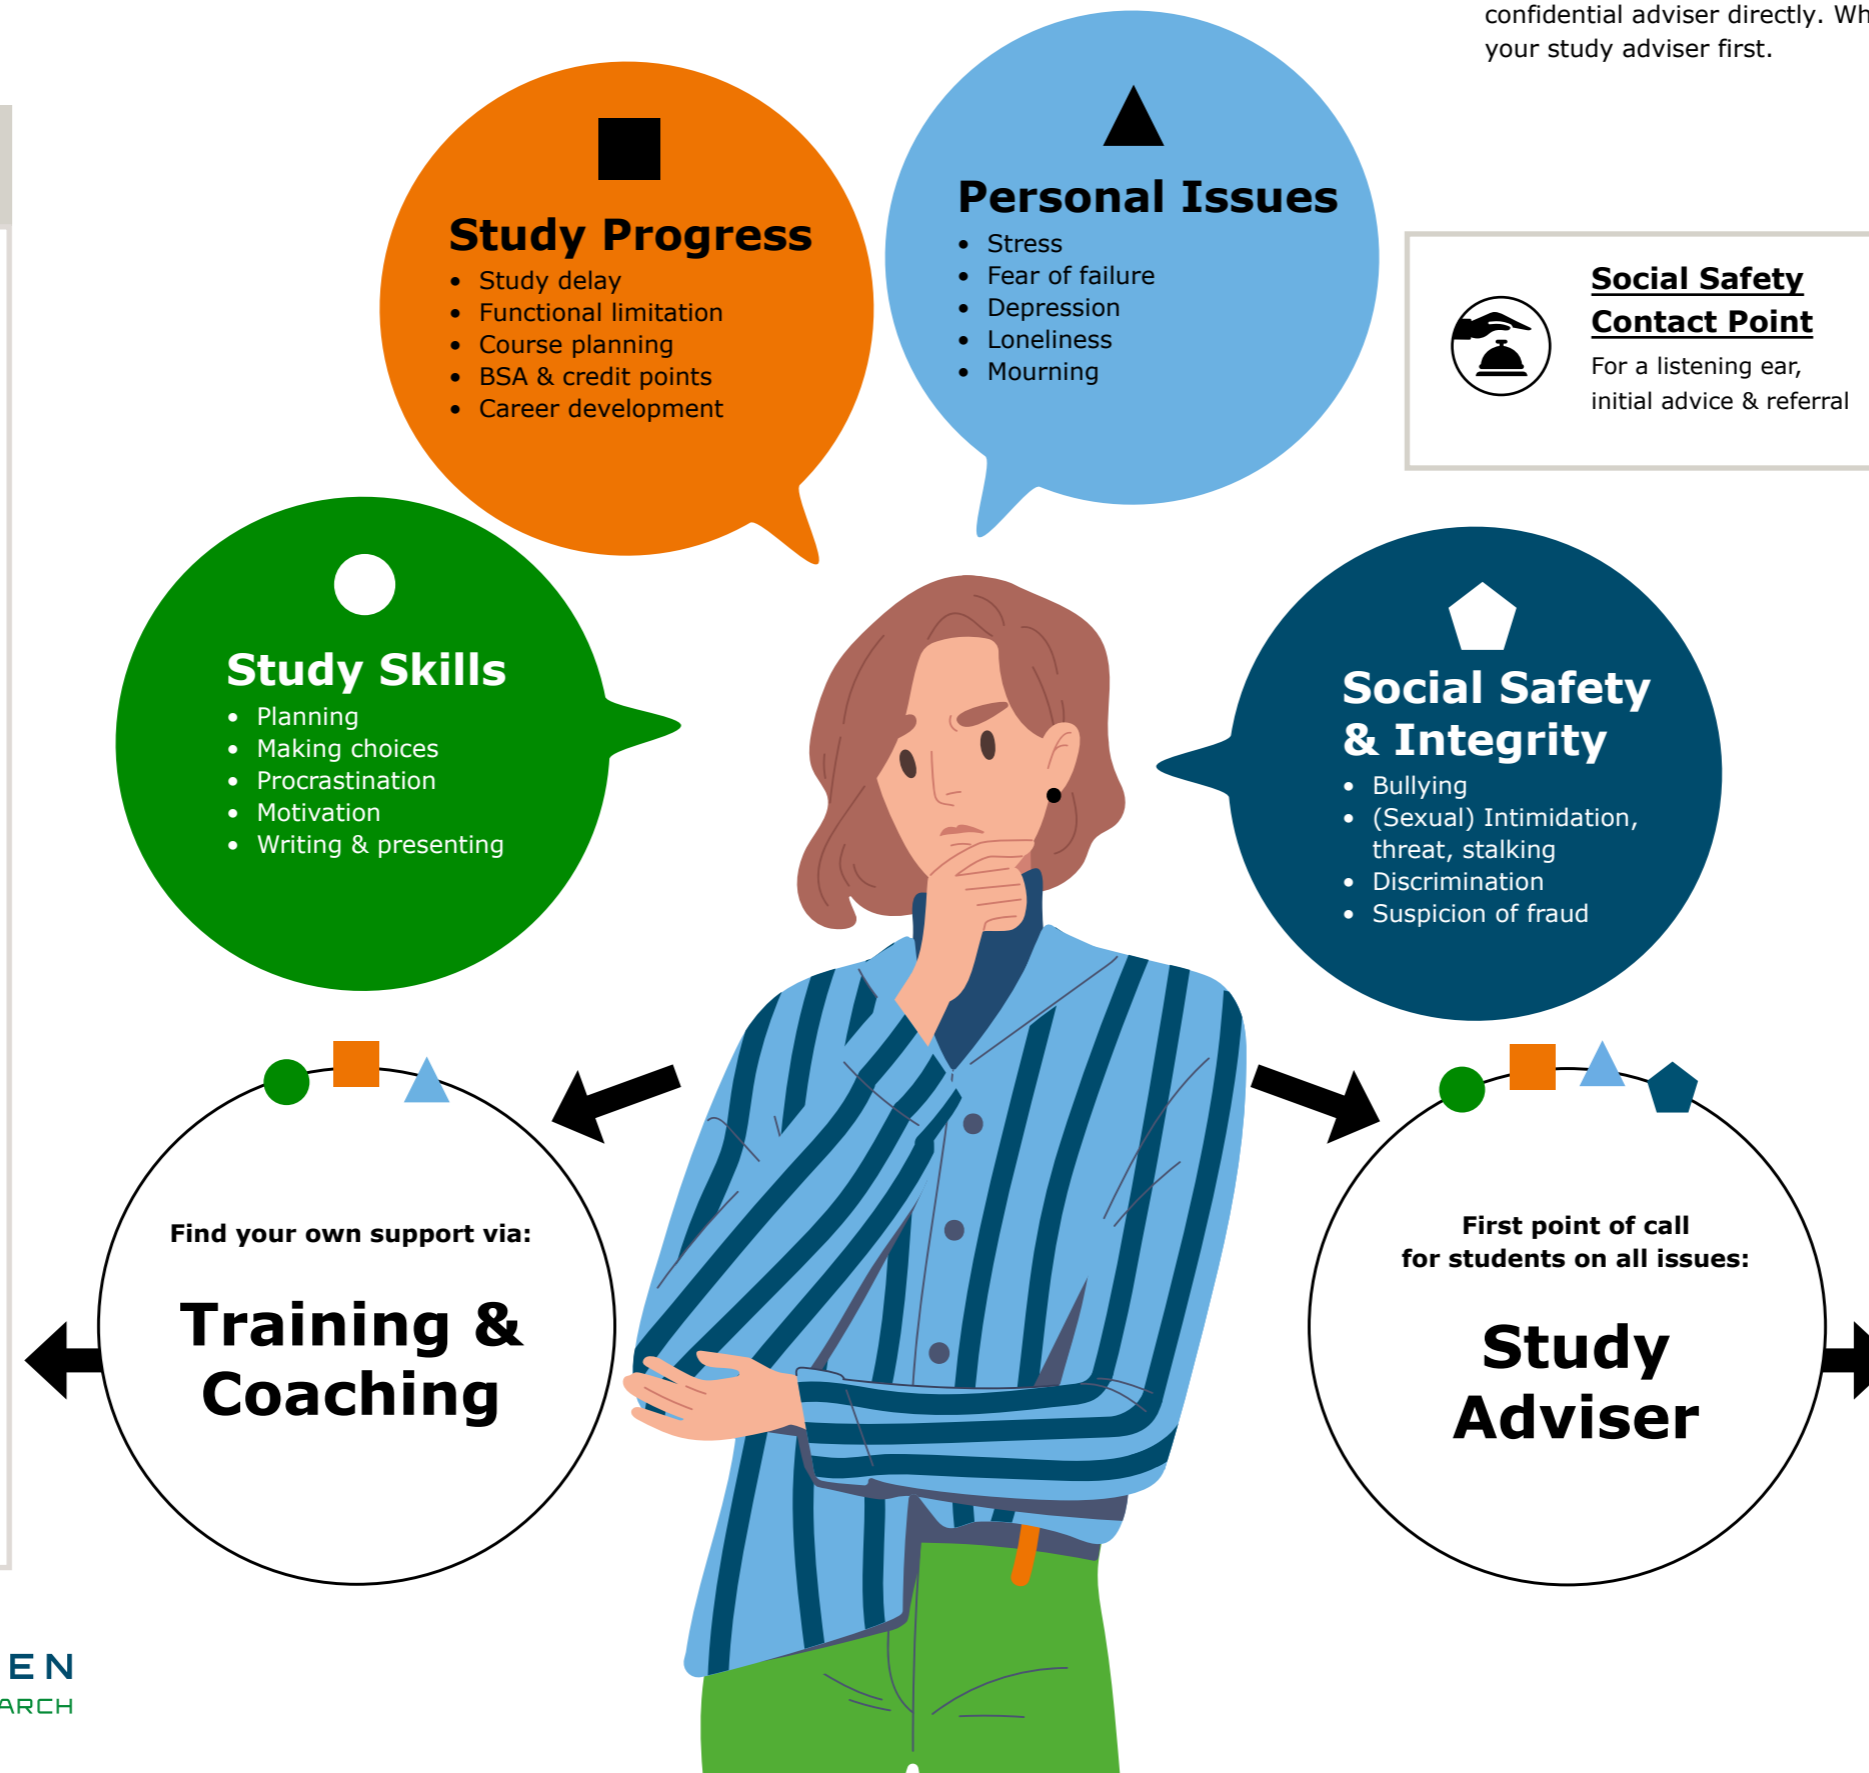 confidential adviser directly. Wh
your study adviser first.
Study Progress
• Study delay
• Functional limitation
• Course planning
• BSA & credit points
• Career development
Personal Issues
• Stress
• Fear of failure
• Depression
• Loneliness
• Mourning
Social Safety
Contact Point
For a listening ear,
initial advice & referral
Study Skills
• Planning
• Making choices
• Procrastination
• Motivation
• Writing & presenting
Social Safety
& Integrity
• Bullying
• (Sexual) Intimidation,
threat, stalking
• Discrimination
• Suspicion of fraud
Find your own support via:
Training &
Coaching
First point of call
for students on all issues:
Study
Adviser
EN
ARCH